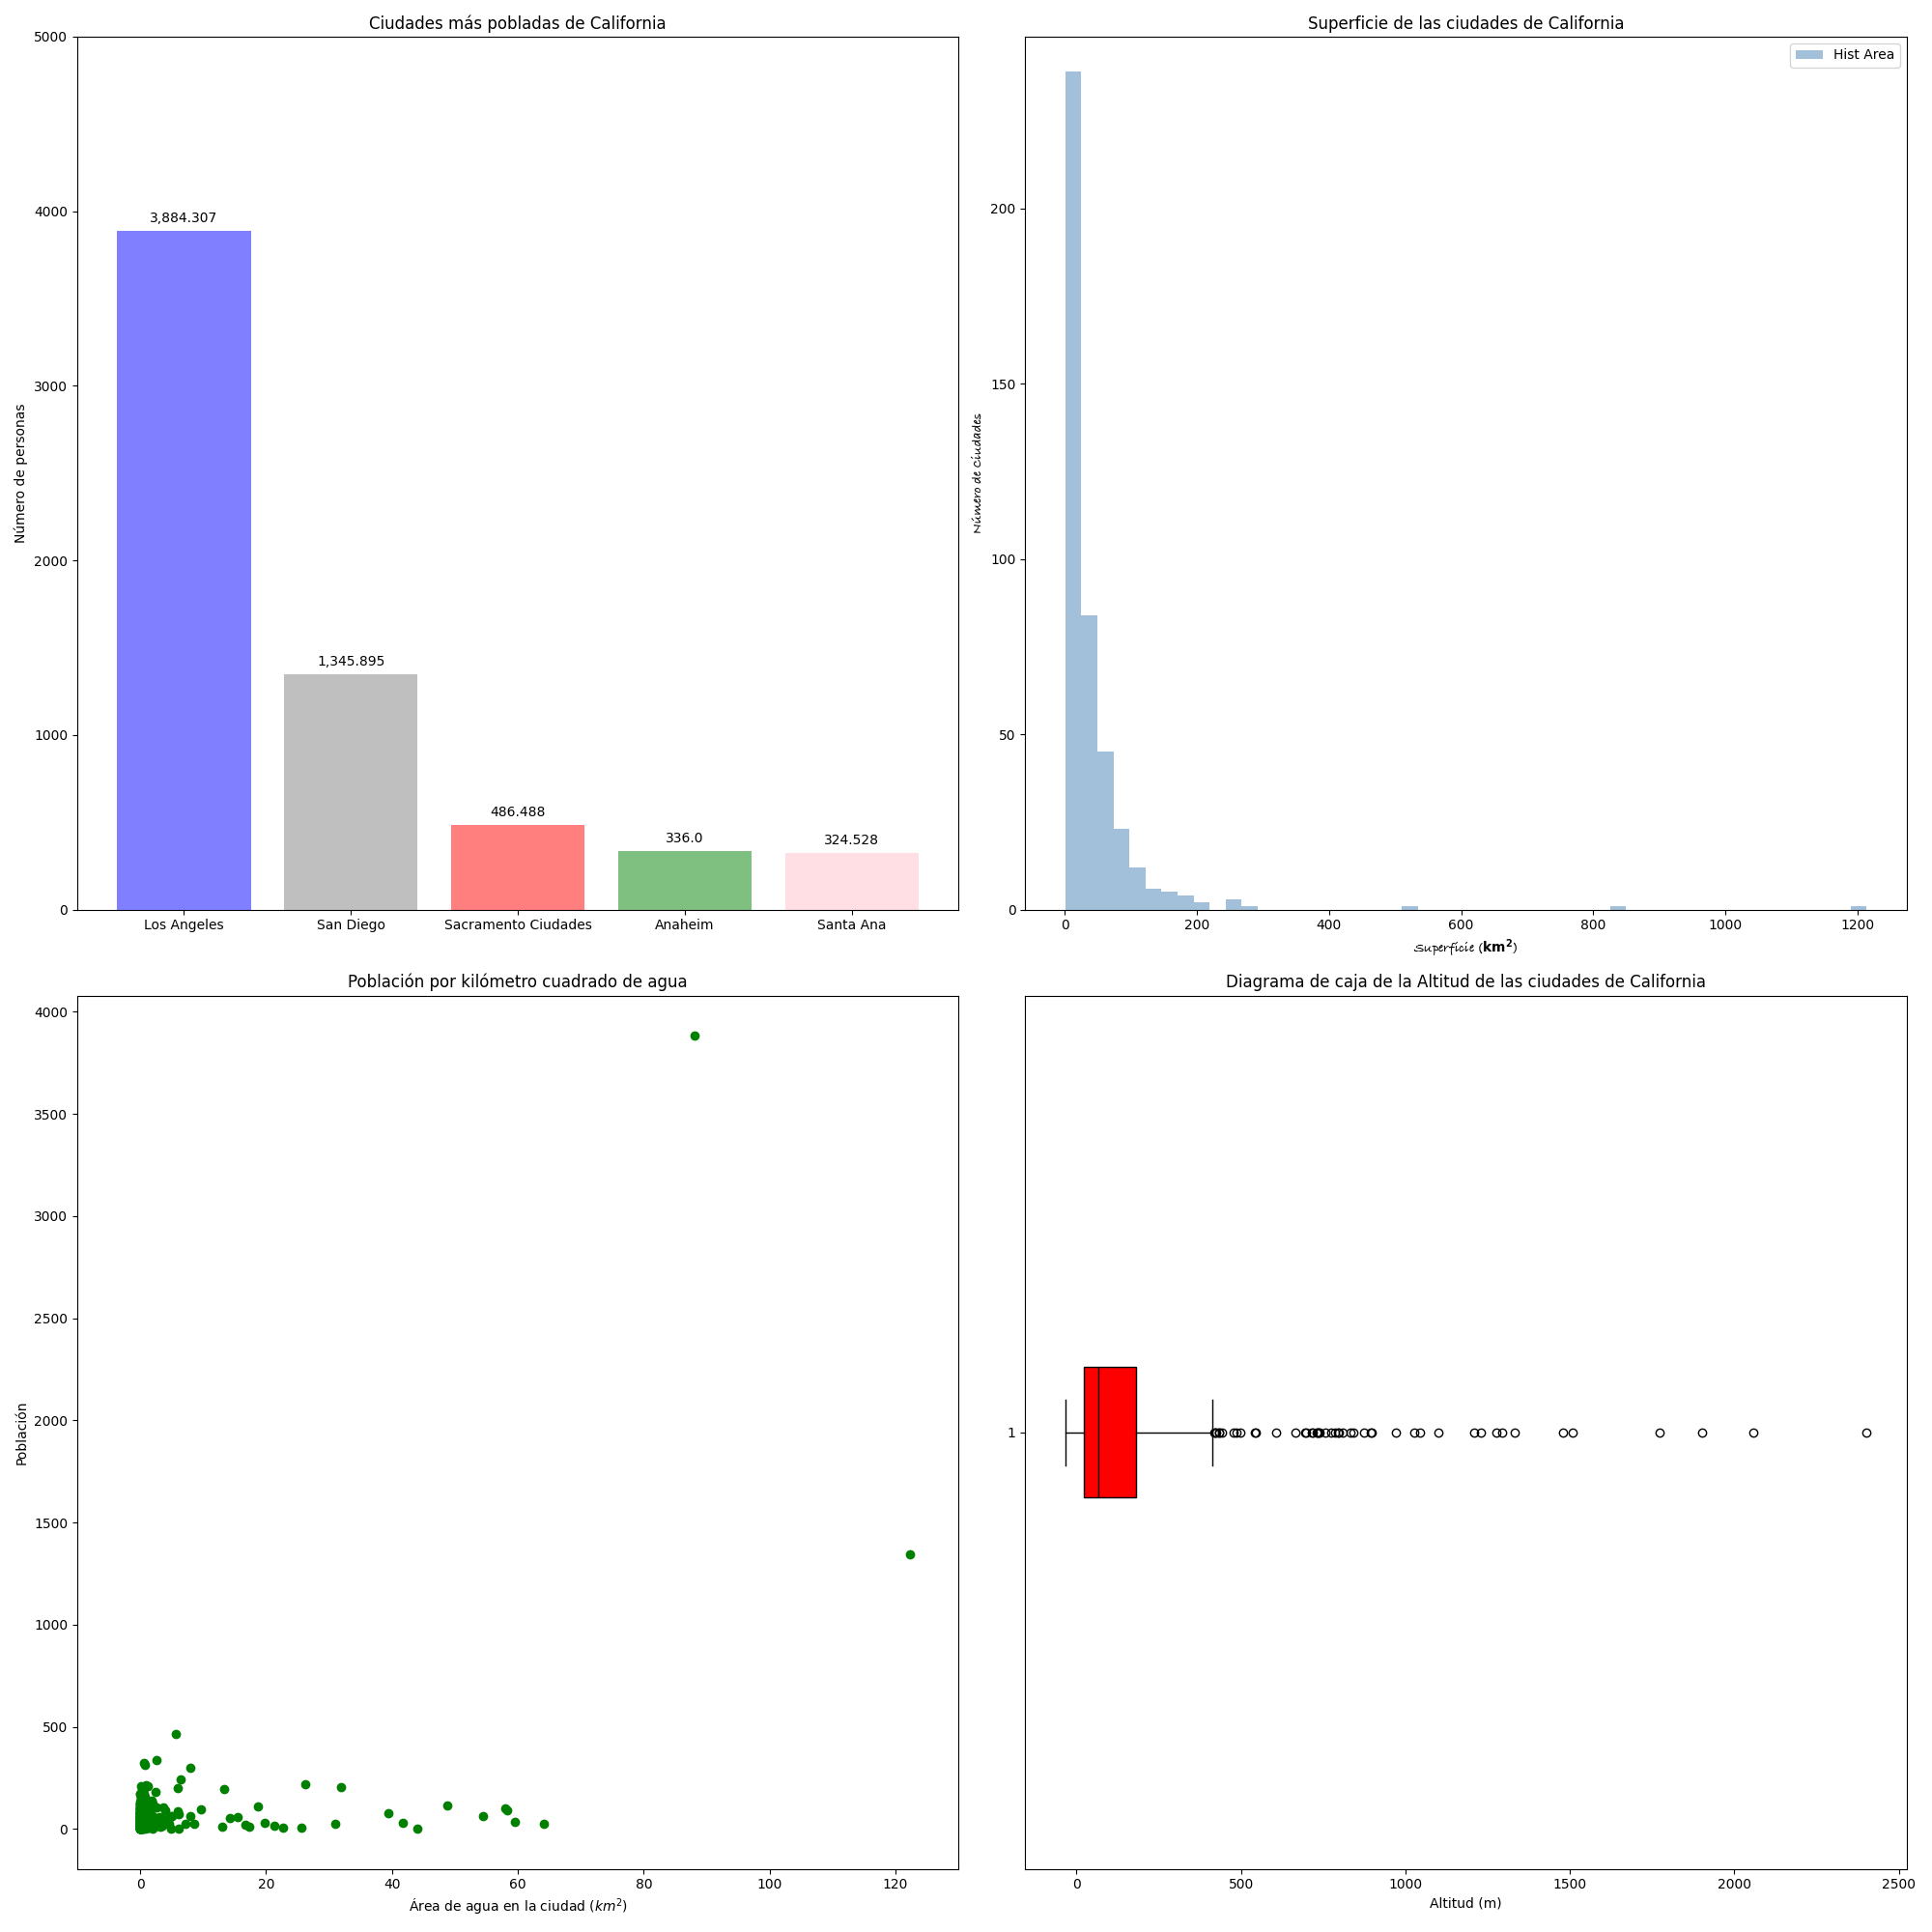 Ciudades más pobladas de California
5000
4000
3000
2000
1000
0
Número de personas
3,884.307
1,345.895
486.488
336.0
324.528
Los Angeles
San Diego
Sacramento Ciudades
Anaheim
Santa Ana
Superficie de las ciudades de California
Hist Area
200
150
100
50
0
Número de Ciudades
0
200
400
600
800
1000
1200
Superficie (km²)
Población por kilómetro cuadrado de agua
4000
3500
3000
2500
2000
1500
1000
500
0
Población
0
20
40
60
80
100
120
Área de agua en la ciudad (km²)
Diagrama de caja de la Altitud de las ciudades de California
1
0
500
1000
1500
2000
2500
Altitud (m)